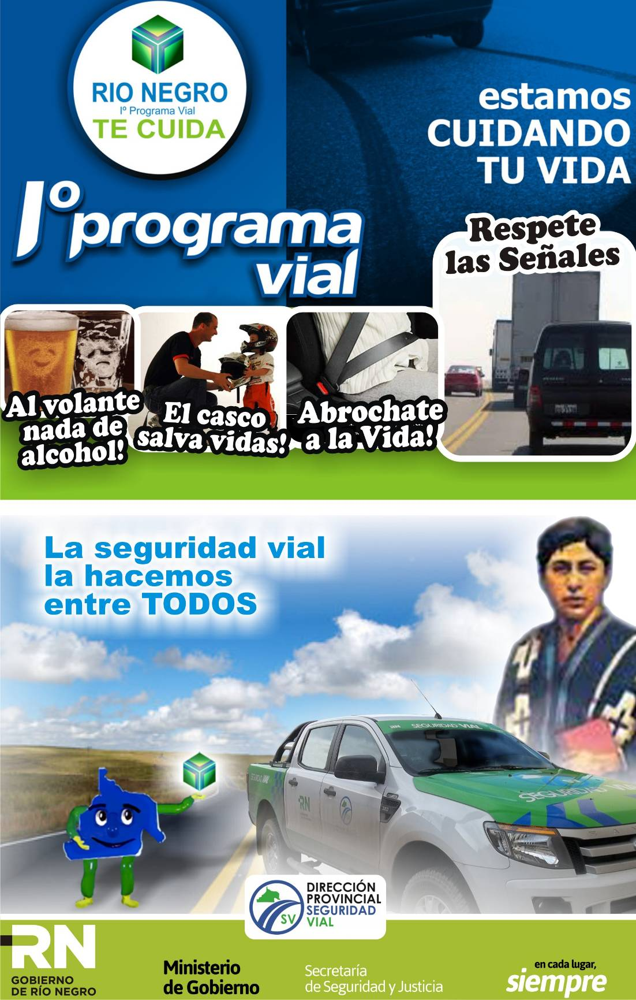 RIO NEGRO
Iº Programa Vial
TE CUIDA
estamos
CUIDANDO
TU VIDA
Iº programa
vial
Respete
las Señales
Al volante
nada de
alcohol!
El casco
salva vidas!
Abrochate
a la Vida!
La seguridad vial
la hacemos
entre TODOS
RN SEGURIDAD VIAL
SEGURIDAD VIAL
RN
SEGURIDAD VIAL
SV
DIRECCIÓN
PROVINCIAL
SEGURIDAD
VIAL
RN
GOBIERNO
DE RÍO NEGRO
Ministerio
de Gobierno
Secretaría
de Seguridad y Justicia
en cada lugar,
siempre